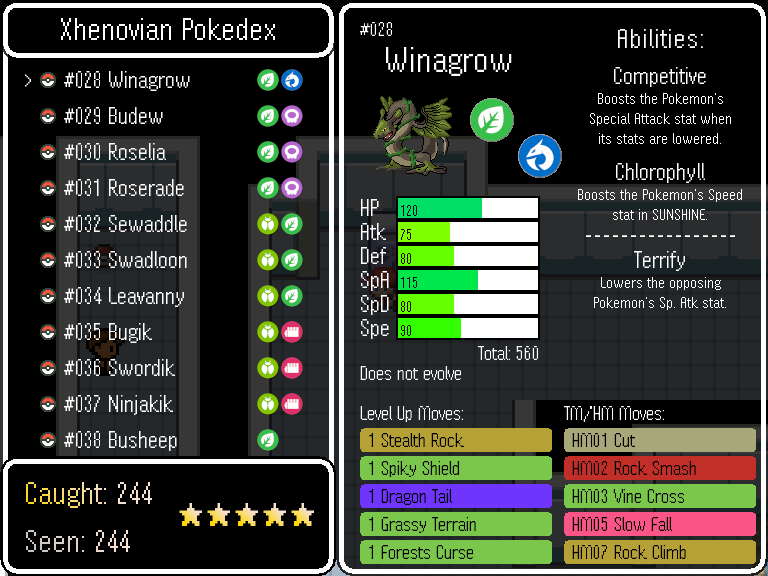 Xhenovian Pokedex
> #028 Winagrow
#029 Budew
#030 Roselia
#031 Roserade
#032 Sewaddle
#033 Swadloon
#034 Leavanny
#035 Bugik
#036 Swordik
#037 Ninjakik
#038 Busheep
Caught: 244
Seen: 244
#028
Winagrow
HP 120
Atk 75
Def 80
SpA 115
SpD 80
Spe 90
Total: 560
Does not evolve
Abilities:
Competitive
Boosts the Pokemon's
Special Attack stat when
its stats are lowered.
Chlorophyll
Boosts the Pokemon's Speed
stat in SUNSHINE.
Terrify
Lowers the opposing
Pokemon's Sp. Atk stat.
Level Up Moves:
1 Stealth Rock
1 Spiky Shield
1 Dragon Tail
1 Grassy Terrain
1 Forests Curse
TM/HM Moves:
HM01 Cut
HM02 Rock Smash
HM03 Vine Cross
HM05 Slow Fall
HM07 Rock Climb